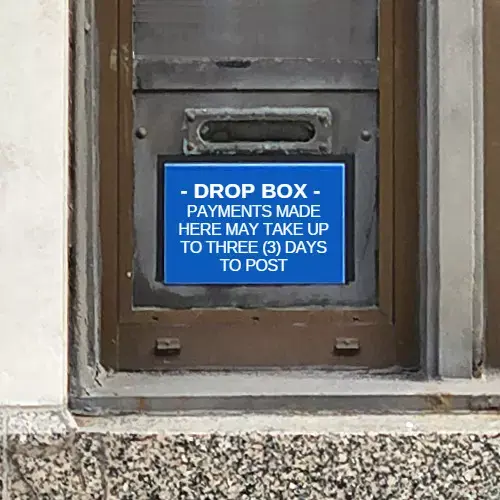 - DROP BOX -
PAYMENTS MADE
HERE MAY TAKE UP
TO THREE (3) DAYS
TO POST